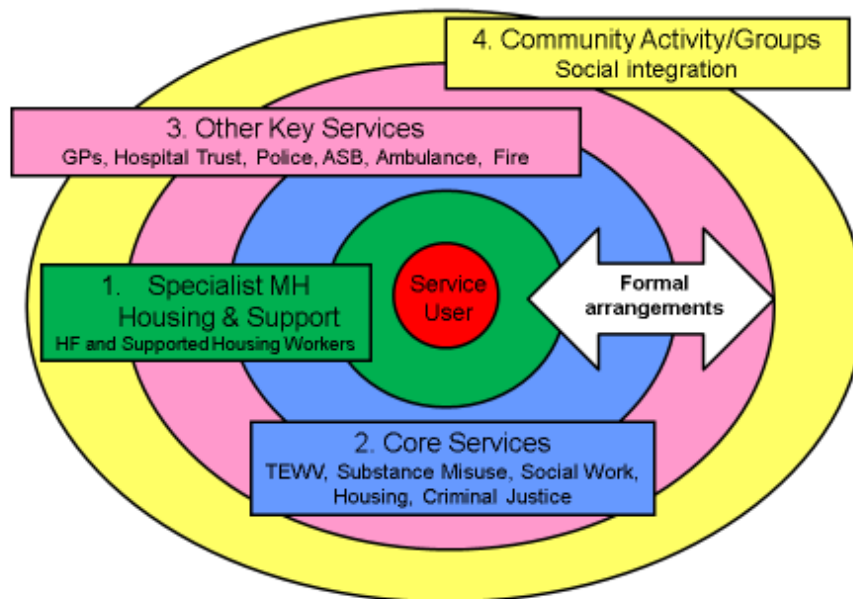 4. Community Activity/Groups
Social integration
3. Other Key Services
GPs, Hospital Trust, Police, ASB, Ambulance, Fire
1. Specialist MH
Housing & Support
HF and Supported Housing Workers
Service
User
Formal
arrangements
2. Core Services
TEWV, Substance Misuse, Social Work,
Housing, Criminal Justice